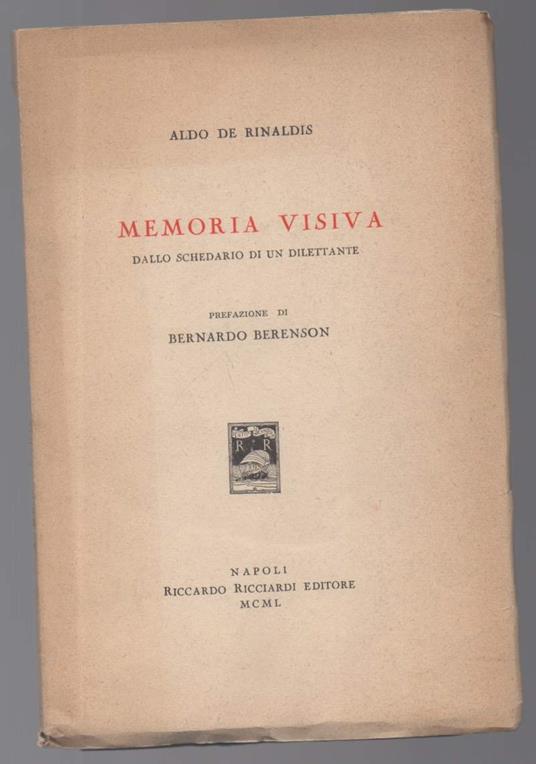 ALDO DE RINALDIS
MEMORIA VISIVA
DALLO SCHEDARIO DI UN DILETTANTE
PREFAZIONE DI
BERNARDO BERENSON
R R
NAPOLI
RICCARDO RICCIARDI EDITORE
MCML